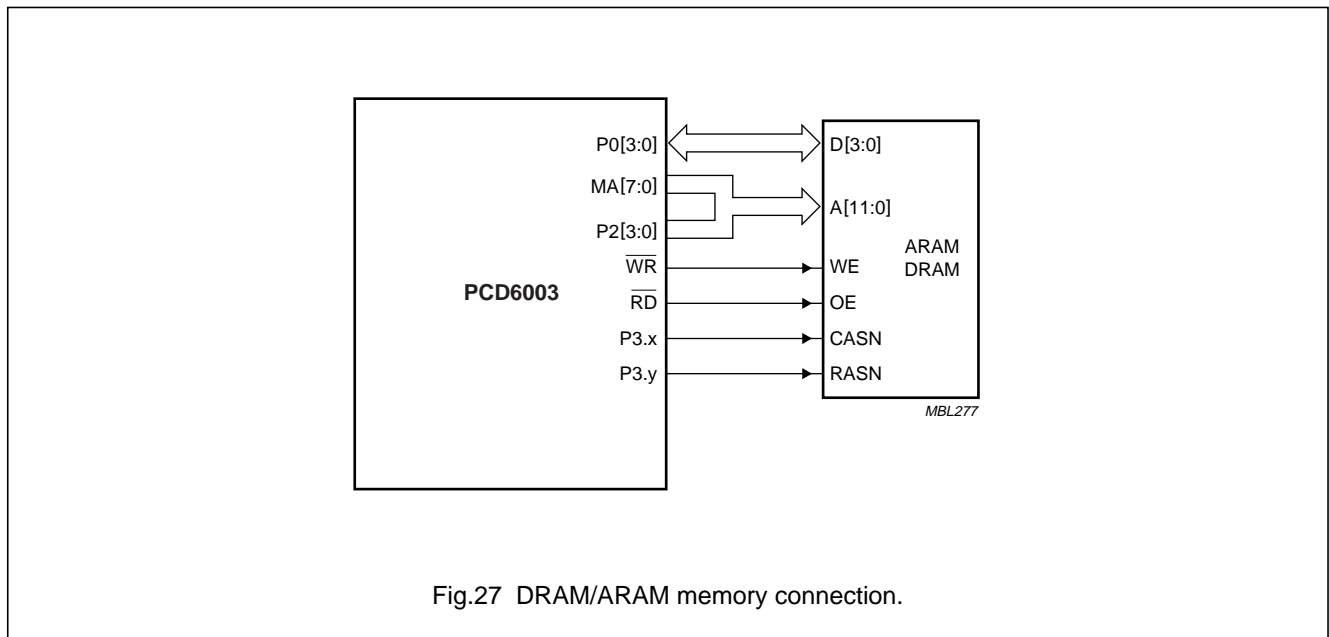 P0[3:0]
D[3:0]
MA[7:0]
A[11:0]
P2[3:0]
ARAM
DRAM
WR
WE
PCD6003
RD
OE
P3.x
CASN
P3.y
RASN
MBL277
Fig.27 DRAM/ARAM memory connection.